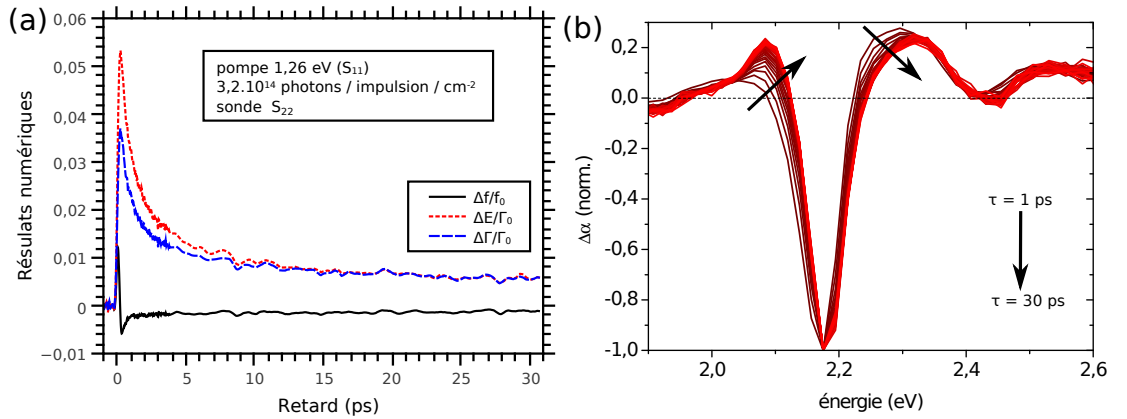 (a)
0,06
0,05
0,04
0,03
0,02
0,01
0
−0,01
Résulats numériques
pompe 1,26 eV (S₁₁)
3,2.10¹⁴ photons / impulsion / cm⁻²
sonde S₂₂
Δf/f₀
ΔE/Γ₀
ΔΓ/Γ₀
0 5 10 15 20 25 30
Retard (ps)
(b)
0,2
0,0
-0,2
-0,4
-0,6
-0,8
-1,0
Δα (norm.)
τ = 1 ps
τ = 30 ps
2,0 2,2 2,4 2,6
énergie (eV)